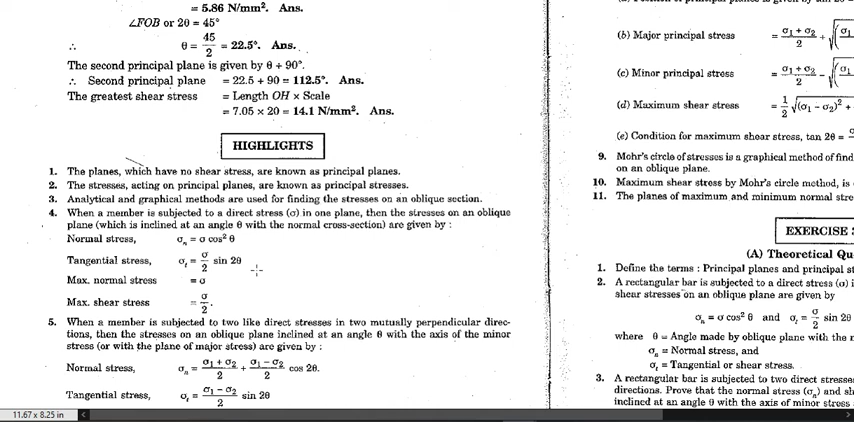 = 5.86 N/mm². Ans.
∠FOB or 2θ = 45°
∴ θ = 45/2 = 22.5°. Ans.
The second principal plane is given by θ + 90°.
∴ Second principal plane = 22.5 + 90 = 112.5°. Ans.
The greatest shear stress = Length OH × Scale
= 7.05 × 20 = 14.1 N/mm². Ans.
HIGHLIGHTS
1. The planes, which have no shear stress, are known as principal planes.
2. The stresses, acting on principal planes, are known as principal stresses.
3. Analytical and graphical methods are used for finding the stresses on an oblique section.
4. When a member is subjected to a direct stress (σ) in one plane, then the stresses on an oblique
plane (which is inclined at an angle θ with the normal cross-section) are given by :
Normal stress, σₙ = σ cos² θ
Tangential stress, σₜ = σ/2 sin 2θ
Max. normal stress = σ
Max. shear stress = σ/2.
5. When a member is subjected to two like direct stresses in two mutually perpendicular direc-
tions, then the stresses on an oblique plane inclined at an angle θ with the axis of the minor
stress (or with the plane of major stress) are given by :
Normal stress, σₙ = (σ₁ + σ₂)/2 + (σ₁ − σ₂)/2 cos 2θ.
Tangential stress, σₜ = (σ₁ − σ₂)/2 sin 2θ
(b) Major principal stress = (σ₁ + σ₂)/2 + √((σ₁
(c) Minor principal stress = (σ₁ + σ₂)/2 − √((σ₁
(d) Maximum shear stress = 1/2 √(σ₁ − σ₂)² +
(e) Condition for maximum shear stress, tan 2θ =
9. Mohr's circle of stresses is a graphical method of find
on an oblique plane.
10. Maximum shear stress by Mohr's circle method, is
11. The planes of maximum and minimum normal stre
EXERCISE
(A) Theoretical Qu
1. Define the terms : Principal planes and principal st
2. A rectangular bar is subjected to a direct stress (σ) i
shear stresses on an oblique plane are given by
σₙ = σ cos² θ and σₜ = σ/2 sin 2θ
where θ = Angle made by oblique plane with the
σₙ = Normal stress, and
σₜ = Tangential or shear stress.
3. A rectangular bar is subjected to two direct stresse
directions. Prove that the normal stress (σₙ) and sh
inclined at an angle θ with the axis of minor stress
11.67 x 8.25 in